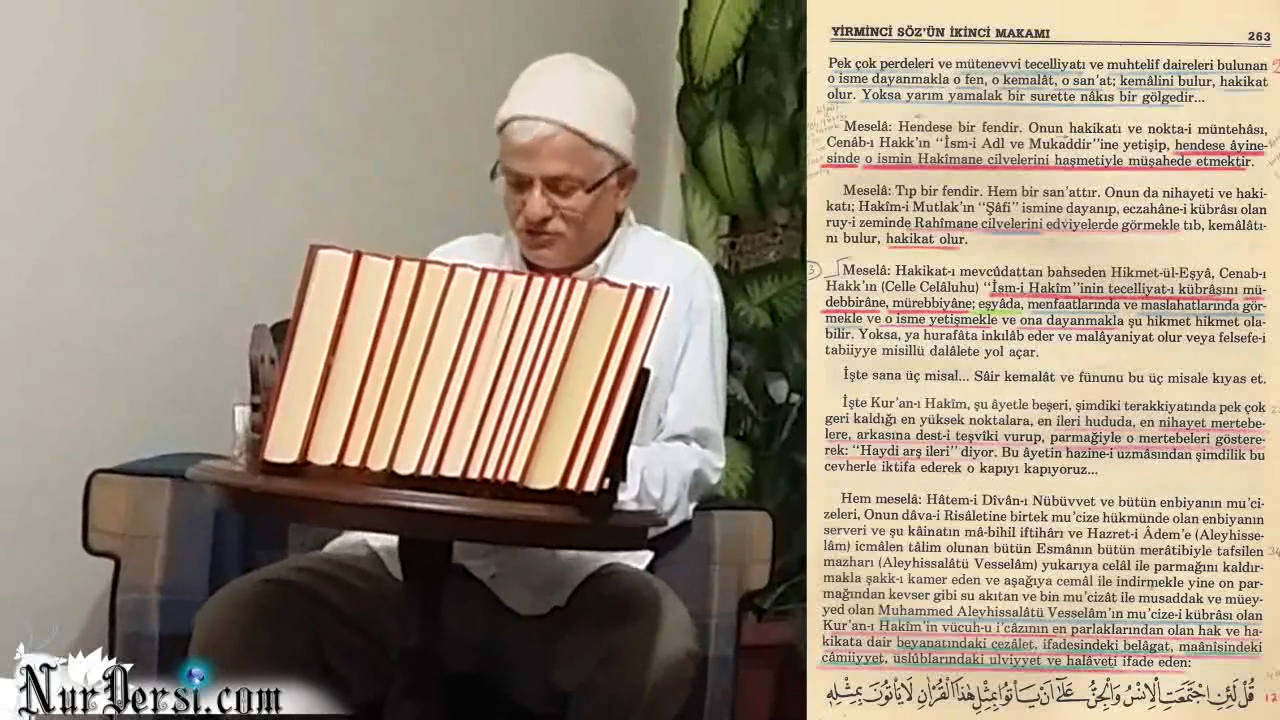 YİRMİNCİ SÖZ'ÜN İKİNCİ MAKAMI 263
Pek çok perdeleri ve mütenevvi tecelliyatı ve muhtelif daireleri bulunan
o isme dayanmakla o fen, o kemalât, o san'at; kemâlini bulur, hakikat
olur. Yoksa yarım yamalak bir surette nâkıs bir gölgedir...
Meselâ: Hendese bir fendir. Onun hakikatı ve nokta-i müntehâsı,
Cenâb-ı Hakk'ın "İsm-i Adl ve Mukaddir"ine yetişip, hendese âyine-
sinde o ismin Hakîmane cilvelerini haşmetiyle müşahede etmektir.
Meselâ: Tıp bir fendir. Hem bir san'attır. Onun da nihayeti ve haki-
katı; Hakîm-i Mutlak'ın "Şâfi" ismine dayanıp, eczahâne-i kübrâsı olan
ruy-i zeminde Rahîmane cilvelerini edviyelerde görmekle tıb, kemâlâtı-
nı bulur, hakikat olur.
Meselâ: Hakikat-ı mevcûdattan bahseden Hikmet-ül-Eşyâ, Cenab-ı
Hakk'ın (Celle Celâluhu) "İsm-i Hakîm"inin tecelliyat-ı kübrâsını mü-
debbirâne, mürebbiyâne; eşyâda, menfaatlarında ve maslahatlarında gör-
mekle ve o isme yetişmekle ve ona dayanmakla şu hikmet hikmet ola-
bilir. Yoksa, ya hurafâta inkılâb eder ve malâyaniyat olur veya felsefe-i
tabiiyye misillü dalâlete yol açar.
İşte sana üç misal... Sâir kemalât ve fünunu bu üç misale kıyas et.
İşte Kur'an-ı Hakîm, şu âyetle beşeri, şimdiki terakkiyatında pek çok
geri kaldığı en yüksek noktalara, en ileri hududa, en nihayet mertebe-
lere, arkasına dest-i teşvîki vurup, parmağiyle o mertebeleri göstere-
rek: "Haydi arş ileri" diyor. Bu âyetin hazine-i uzmâsından şimdilik bu
cevherle iktifa ederek o kapıyı kapıyoruz...
Hem meselâ: Hâtem-i Dîvân-ı Nübüvvet ve bütün enbiyanın mu'ci-
zeleri, Onun dâva-i Risâletine birtek mu'cize hükmünde olan enbiyanın
serveri ve şu kâinatın mâ-bihil iftihârı ve Hazret-i Âdem'e (Aleyhisse-
lâm) icmâlen tâlim olunan bütün Esmânın bütün merâtibiyle tafsilen
mazharı (Aleyhissalâtü Vesselâm) yukarıya celâl ile parmağını kaldır-
makla şakk-ı kamer eden ve aşağıya cemâl ile indirmekle yine on par-
mağından kevser gibi su akıtan ve bin mu'cizât ile musaddak ve müey-
yed olan Muhammed Aleyhissalâtü Vesselâm'ın mu'cize-i kübrâsı olan
Kur'an-ı Hakîm'in vücuh-u i'câzının en parlaklarından olan hak ve ha-
kikata dair beyanatındaki cezâlet, ifadesindeki belâgat, maânîsindeki
câmiiyyet, üslûblarındaki ulviyyet ve halâveti ifade eden:
قُلْ لَئِنِ اجْتَمَعَتِ الْاِنْسُ وَالْجِنُّ عَلٰٓى اَنْ يَاْتُوا بِمِثْلِ هٰذَا الْقُرْاٰنِ لَا يَاْتُونَ بِمِثْلِهِ
NurDersi.com